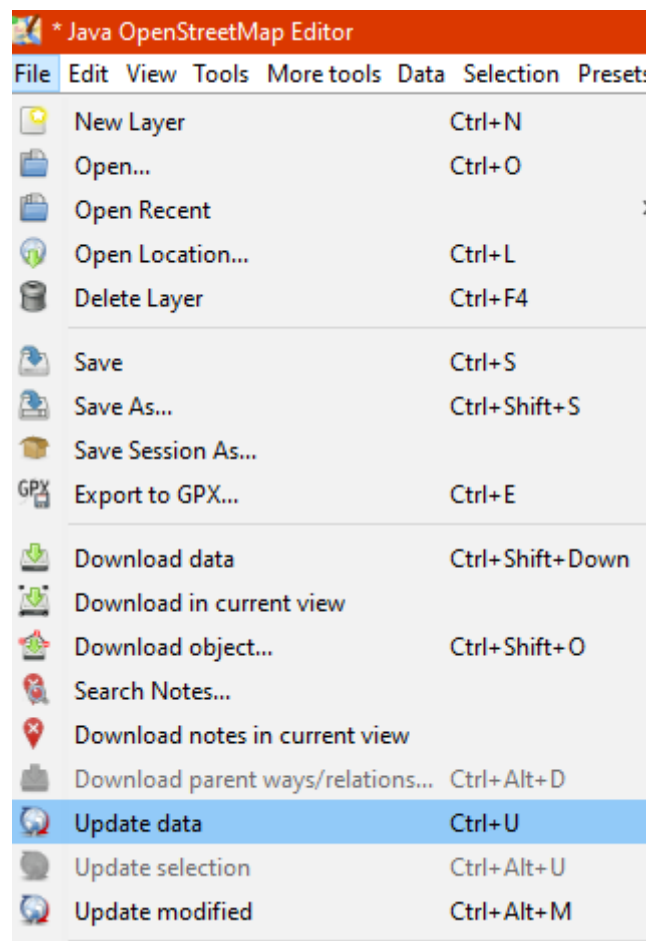 * Java OpenStreetMap Editor
File Edit View Tools More tools Data Selection Presets
New Layer Ctrl+N
Open... Ctrl+O
Open Recent
Open Location... Ctrl+L
Delete Layer Ctrl+F4
Save Ctrl+S
Save As... Ctrl+Shift+S
Save Session As...
GPX Export to GPX... Ctrl+E
Download data Ctrl+Shift+Down
Download in current view
Download object... Ctrl+Shift+O
Search Notes...
Download notes in current view
Download parent ways/relations... Ctrl+Alt+D
Update data Ctrl+U
Update selection Ctrl+Alt+U
Update modified Ctrl+Alt+M